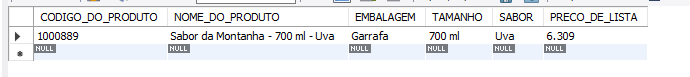 CODIGO_DO_PRODUTO NOME_DO_PRODUTO EMBALAGEM TAMANHO SABOR PRECO_DE_LISTA
1000889 Sabor da Montanha - 700 ml - Uva Garrafa 700 ml Uva 6.309
NULL NULL NULL NULL NULL NULL